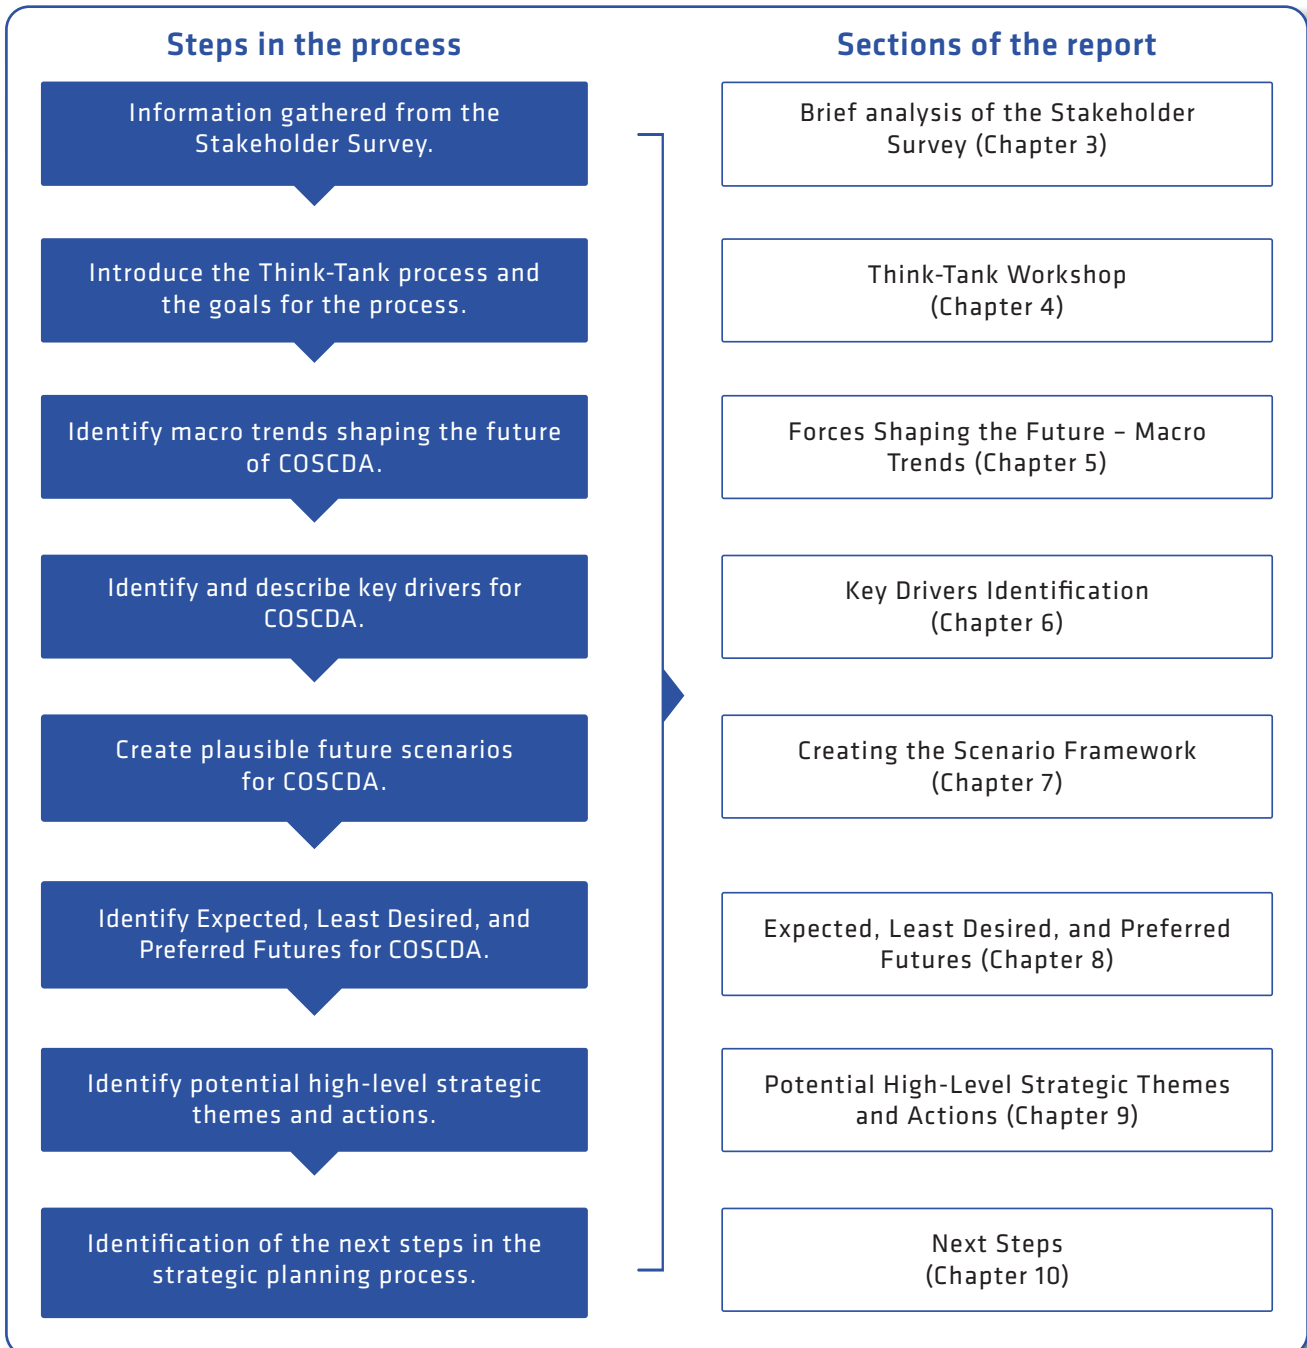 Steps in the process
Sections of the report
Information gathered from the
Stakeholder Survey.
Brief analysis of the Stakeholder
Survey (Chapter 3)
Introduce the Think-Tank process and
the goals for the process.
Think-Tank Workshop
(Chapter 4)
Identify macro trends shaping the future
of COSCDA.
Forces Shaping the Future – Macro
Trends (Chapter 5)
Identify and describe key drivers for
COSCDA.
Key Drivers Identification
(Chapter 6)
Create plausible future scenarios
for COSCDA.
Creating the Scenario Framework
(Chapter 7)
Identify Expected, Least Desired, and
Preferred Futures for COSCDA.
Expected, Least Desired, and Preferred
Futures (Chapter 8)
Identify potential high-level strategic
themes and actions.
Potential High-Level Strategic Themes
and Actions (Chapter 9)
Identification of the next steps in the
strategic planning process.
Next Steps
(Chapter 10)